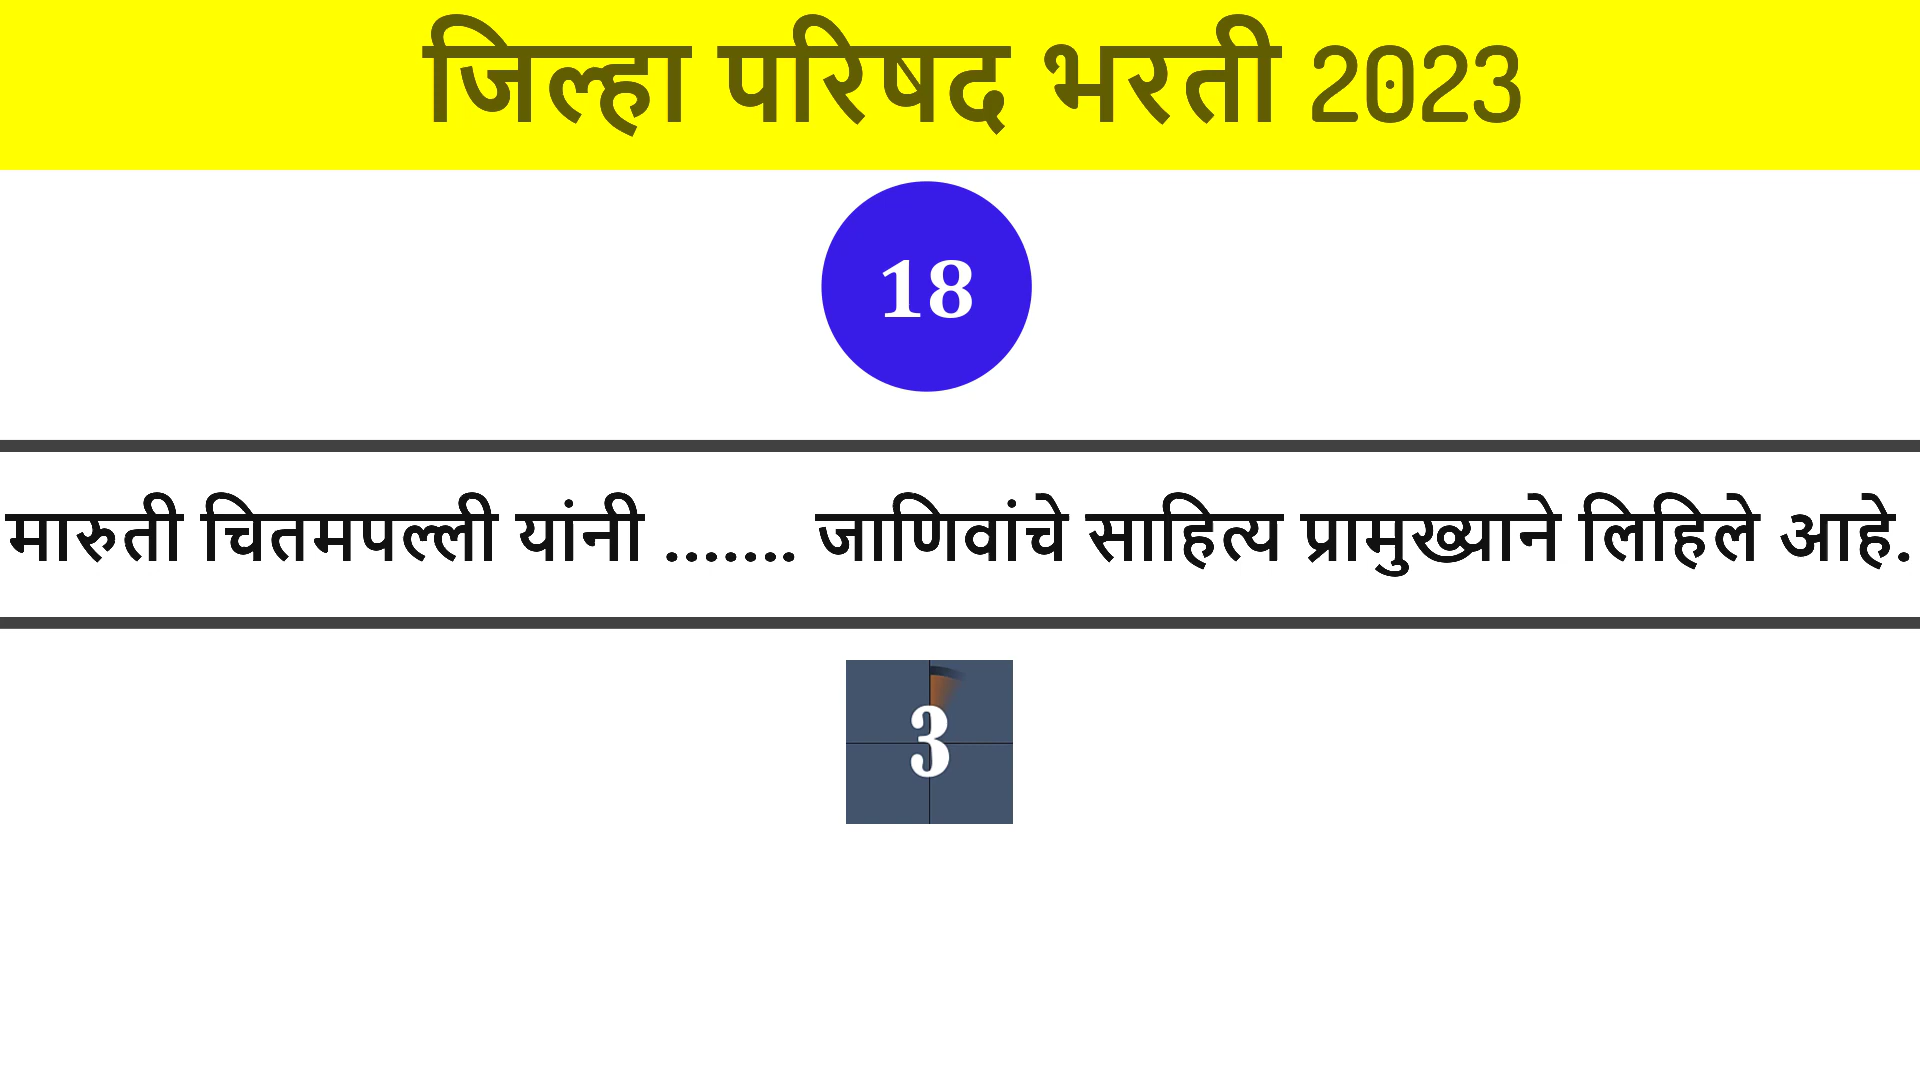 जिल्हा परिषद भरती 2023
18
मारुती चितमपल्ली यांनी ....... जाणिवांचे साहित्य प्रामुख्याने लिहिले आहे.
3